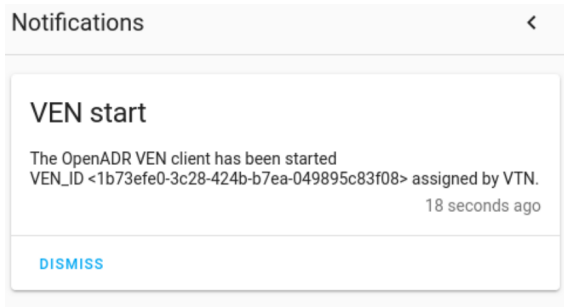 Notifications
VEN start
The OpenADR VEN client has been started
VEN_ID <1b73efe0-3c28-424b-b7ea-049895c83f08> assigned by VTN.
18 seconds ago
DISMISS